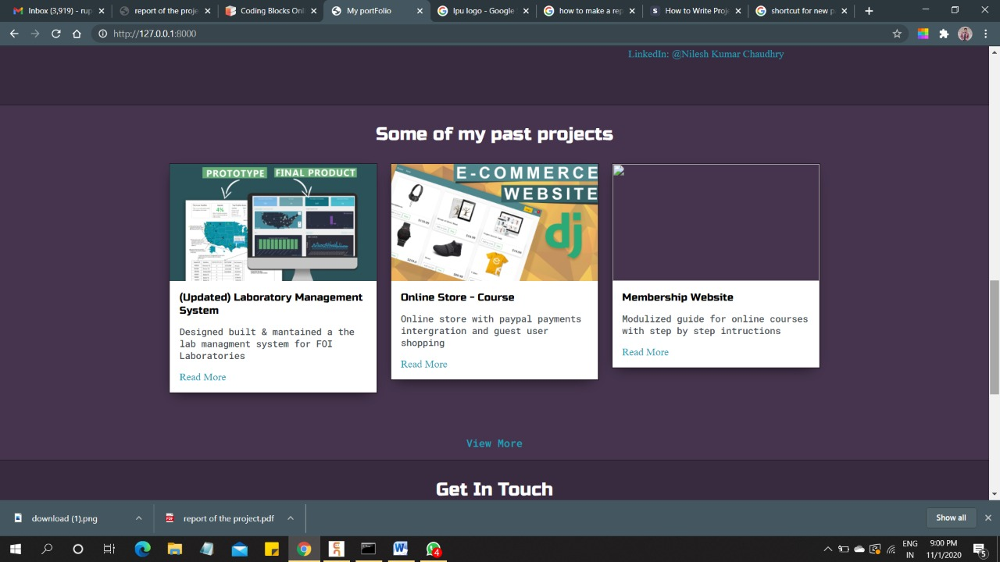 Inbox (3,919) - rup
report of the proje
Coding Blocks Onl
My portFolio
Ipu logo - Google
how to make a rep
How to Write Proje
shortcut for new p
http://127.0.0.1:8000
LinkedIn: @Nilesh Kumar Chaudhry
Some of my past projects
PROTOTYPE
FINAL PRODUCT
E-COMMERCE
WEBSITE
dj
(Updated) Laboratory Management
System
Designed built & mantained a the
lab managment system for FOI
Laboratories
Read More
Online Store - Course
Online store with paypal payments
intergration and guest user
shopping
Read More
Membership Website
Modulized guide for online courses
with step by step intructions
Read More
View More
Get In Touch
download (1).png
report of the project.pdf
Show all
4
ENG
IN
9:00 PM
11/1/2020
5